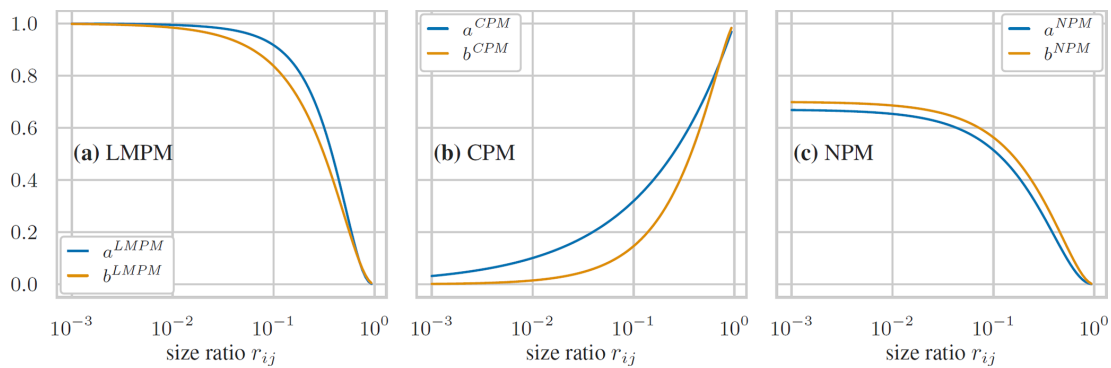 1.0
0.8
0.6
0.4
0.2
0.0
(a) LMPM
a^{LMPM}
b^{LMPM}
10^{-3} 10^{-2} 10^{-1} 10^{0}
size ratio r_{ij}
a^{CPM}
b^{CPM}
(b) CPM
10^{-3} 10^{-2} 10^{-1} 10^{0}
size ratio r_{ij}
a^{NPM}
b^{NPM}
(c) NPM
10^{-3} 10^{-2} 10^{-1} 10^{0}
size ratio r_{ij}